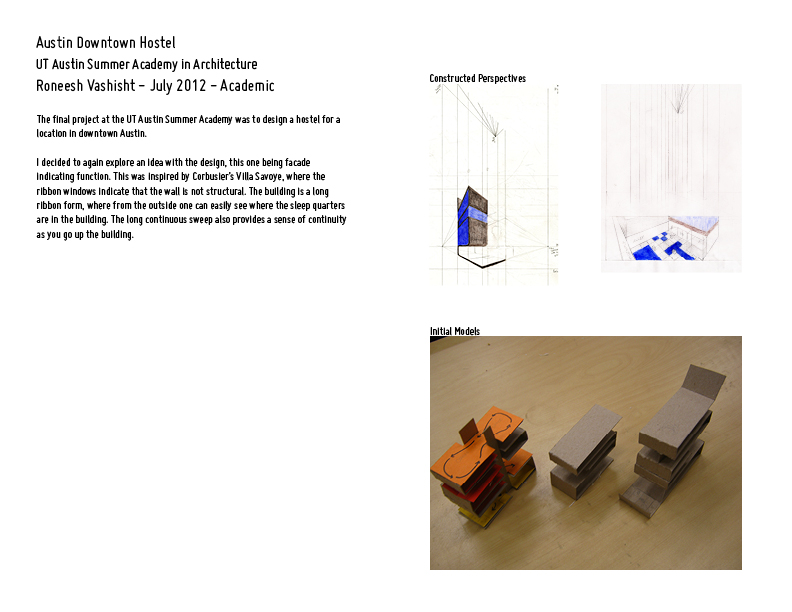 Austin Downtown Hostel
UT Austin Summer Academy in Architecture
Roneesh Vashisht – July 2012 – Academic
The final project at the UT Austin Summer Academy was to design a hostel for a
location in downtown Austin.
I decided to again explore an idea with the design, this one being facade
indicating function. This was inspired by Corbusier's Villa Savoye, where the
ribbon windows indicate that the wall is not structural. The building is a long
ribbon form, where from the outside one can easily see where the sleep quarters
are in the building. The long continuous sweep also provides a sense of continuity
as you go up the building.
Constructed Perspectives
Initial Models